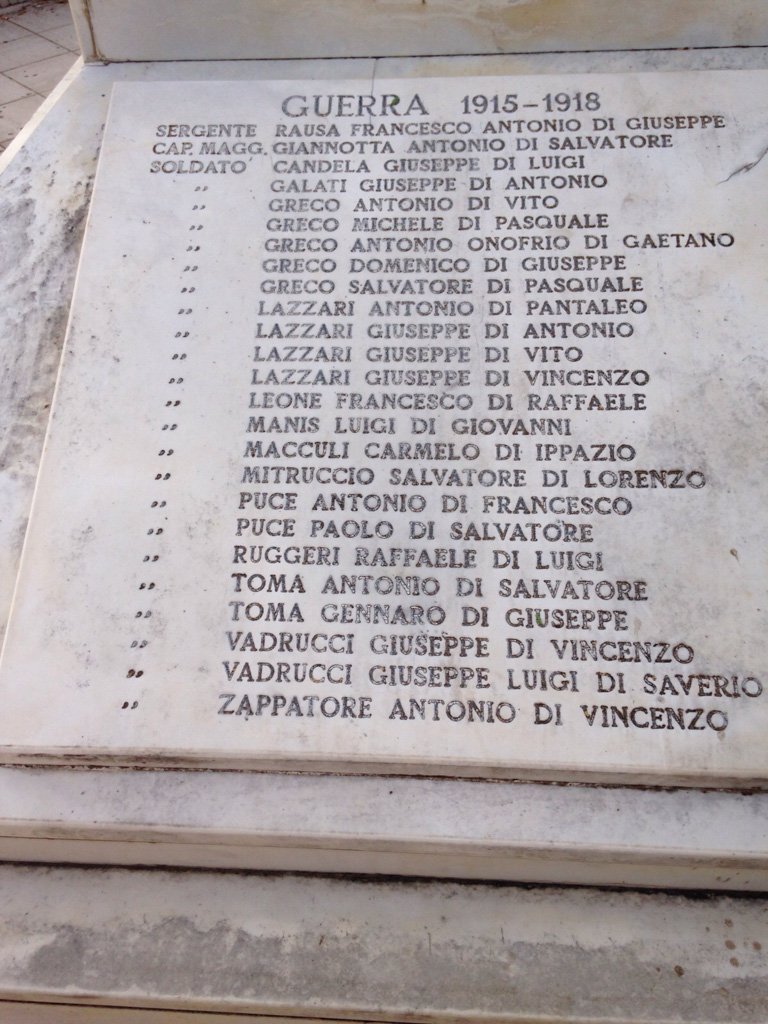 GUERRA 1915-1918
SERGENTE RAUSA FRANCESCO ANTONIO DI GIUSEPPE
CAP. MAGG. GIANNOTTA ANTONIO DI SALVATORE
SOLDATO CANDELA GIUSEPPE DI LUIGI
„ GALATI GIUSEPPE DI ANTONIO
„ GRECO ANTONIO DI VITO
„ GRECO MICHELE DI PASQUALE
„ GRECO ANTONIO ONOFRIO DI GAETANO
„ GRECO DOMENICO DI GIUSEPPE
„ GRECO SALVATORE DI PASQUALE
„ LAZZARI ANTONIO DI PANTALEO
„ LAZZARI GIUSEPPE DI ANTONIO
„ LAZZARI GIUSEPPE DI VITO
„ LAZZARI GIUSEPPE DI VINCENZO
„ LEONE FRANCESCO DI RAFFAELE
„ MANIS LUIGI DI GIOVANNI
„ MACCULI CARMELO DI IPPAZIO
„ MITRUCCIO SALVATORE DI LORENZO
„ PUCE ANTONIO DI FRANCESCO
„ PUCE PAOLO DI SALVATORE
„ RUGGERI RAFFAELE DI LUIGI
„ TOMA ANTONIO DI SALVATORE
„ TOMA GENNARO DI GIUSEPPE
„ VADRUCCI GIUSEPPE DI VINCENZO
„ VADRUCCI GIUSEPPE LUIGI DI SAVERIO
„ ZAPPATORE ANTONIO DI VINCENZO